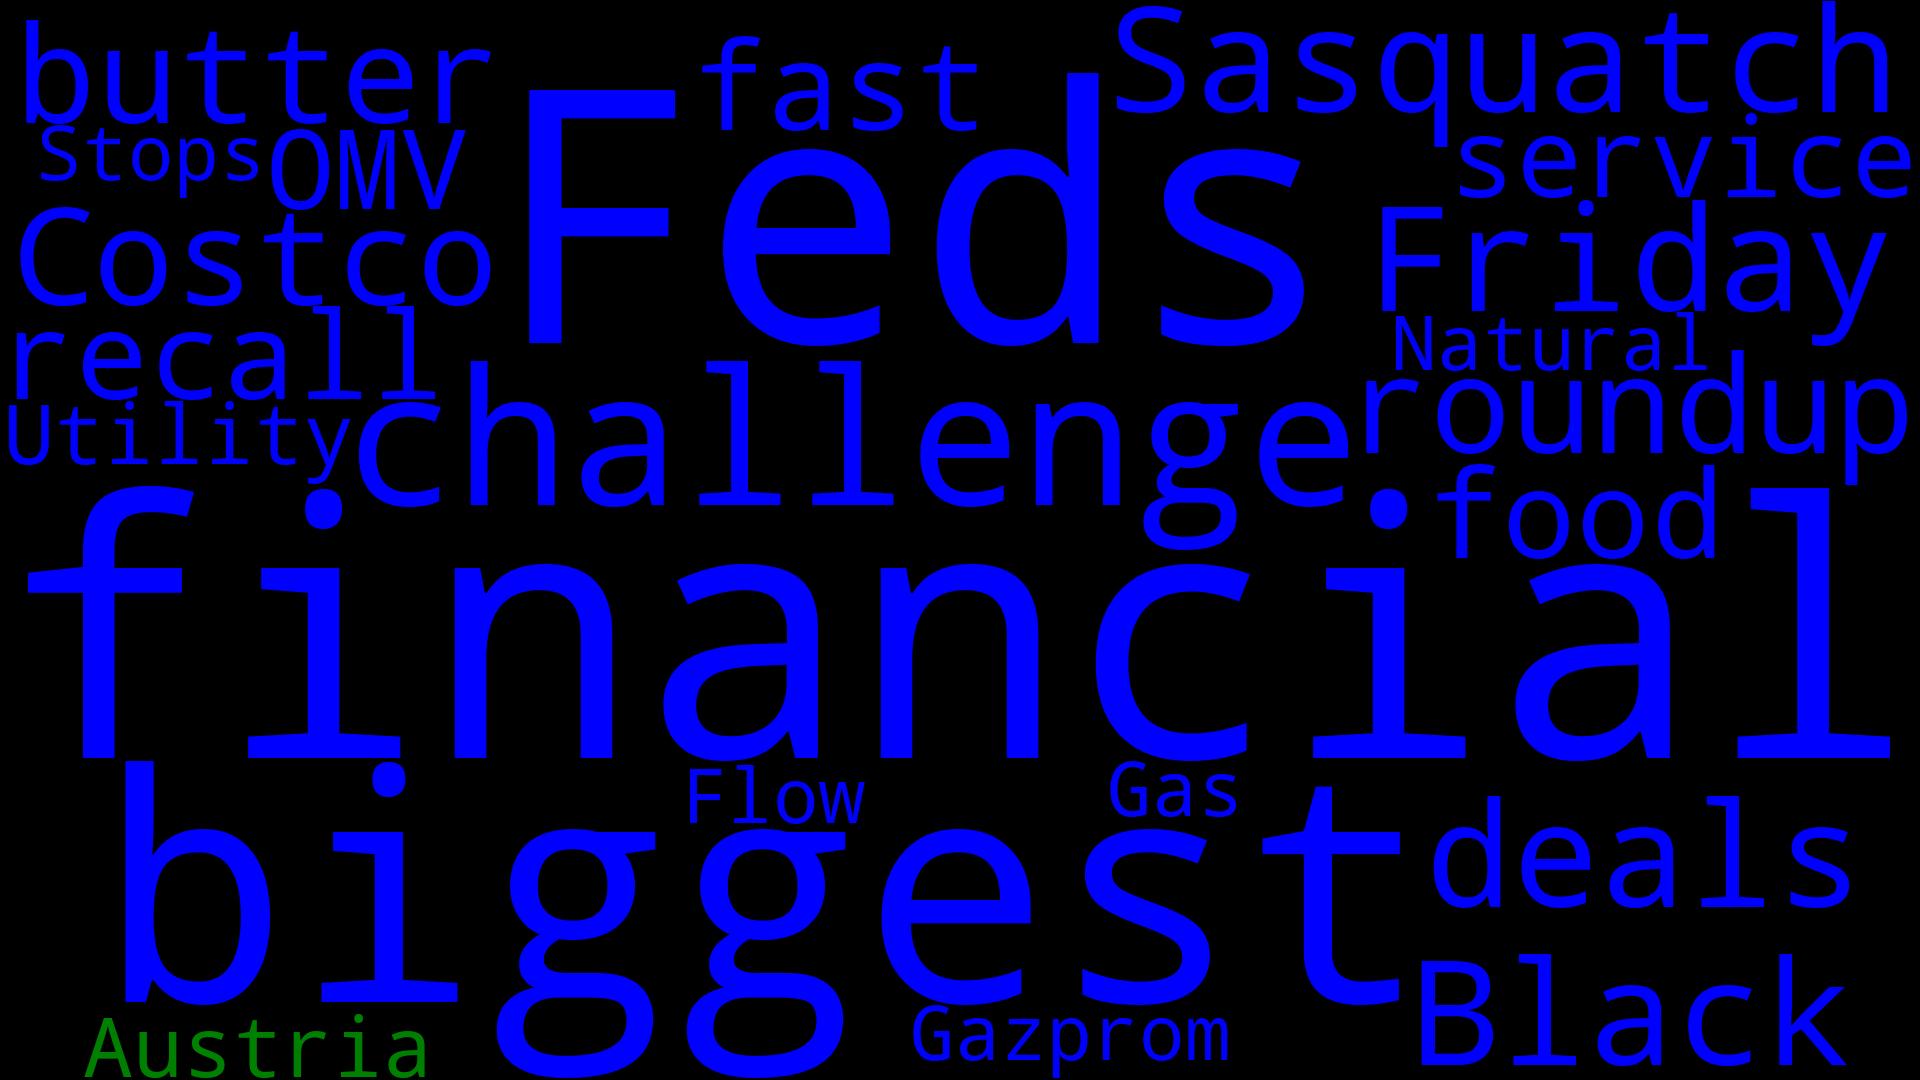 butter
fast
Sasquatch
Feds
Stops
OMV
service
Costco
Friday
recall
Natural
Utility
challenge
roundup
food
financial
Flow
Gas
biggest
deals
Black
Austria
Gazprom